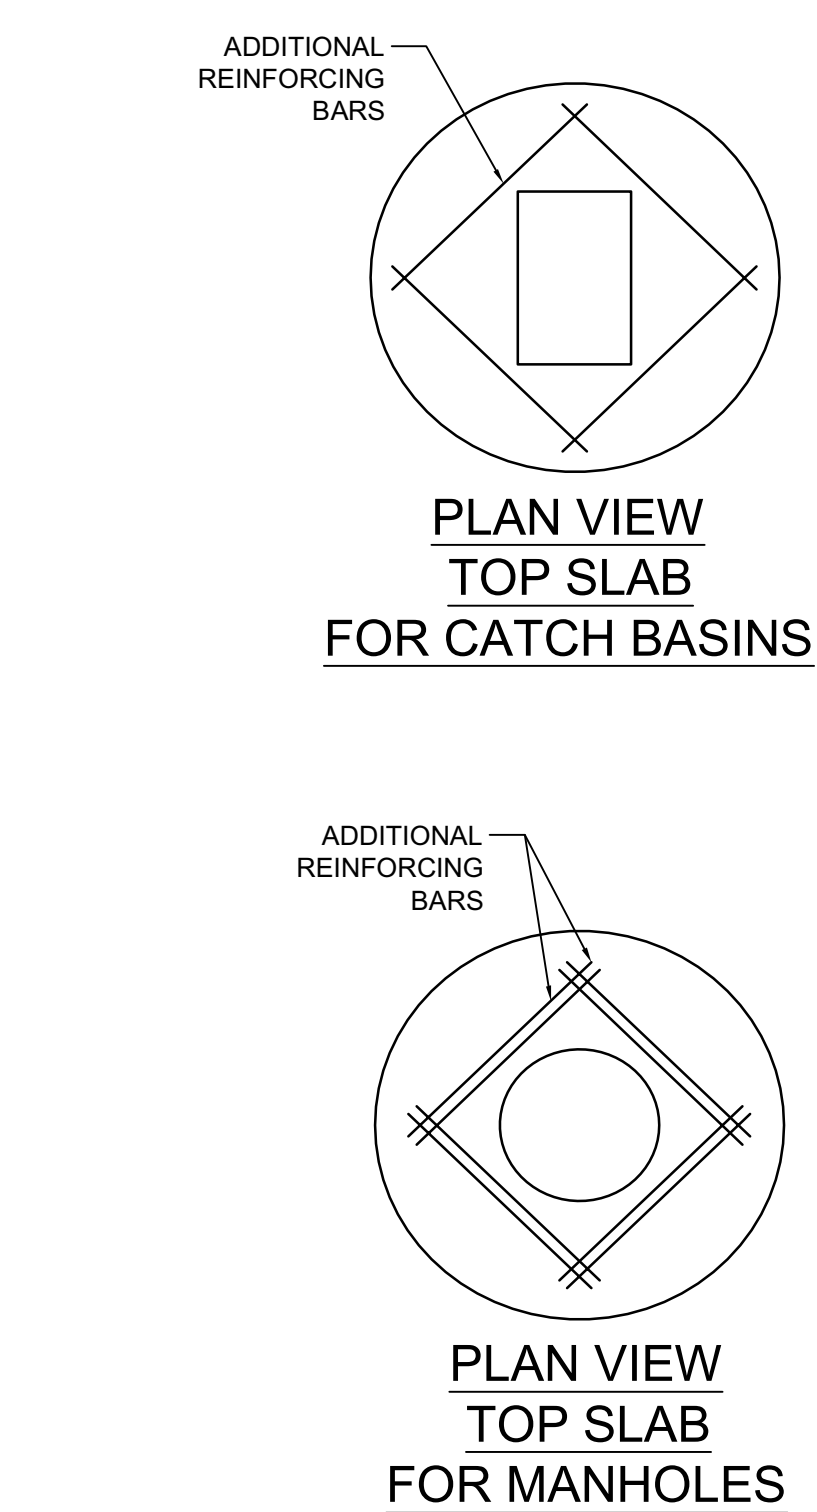 ADDITIONAL
REINFORCING
BARS
PLAN VIEW
TOP SLAB
FOR CATCH BASINS
ADDITIONAL
REINFORCING
BARS
PLAN VIEW
TOP SLAB
FOR MANHOLES